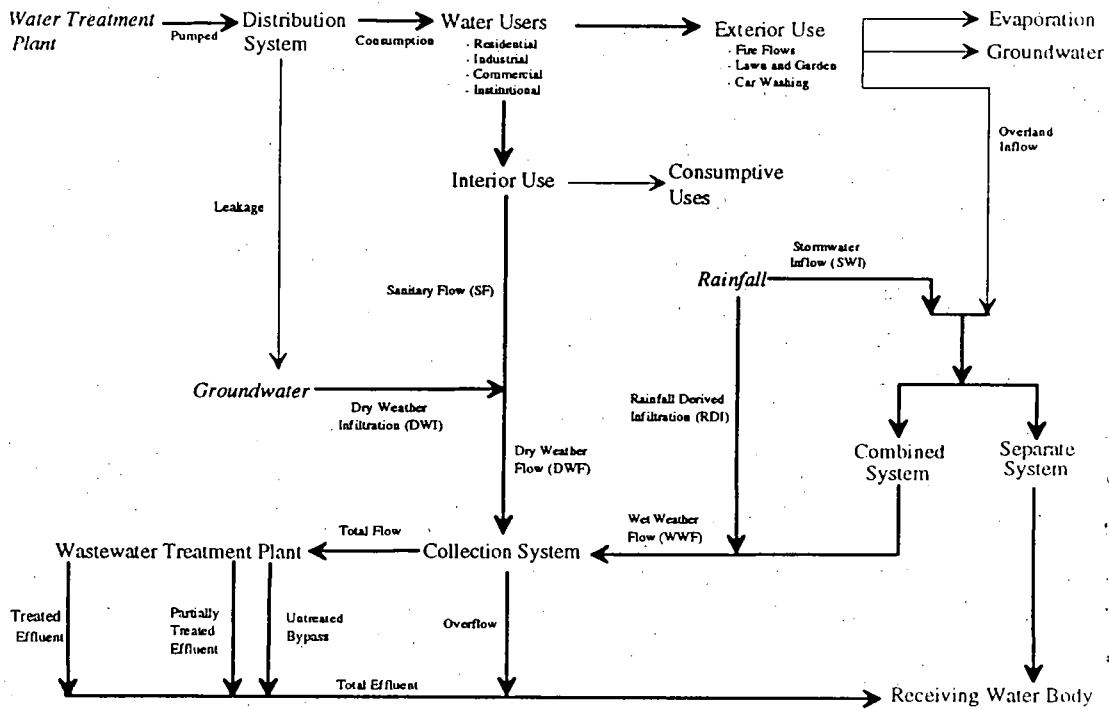 Water Treatment
Plant
Pumped
Distribution
System
Consumption
Water Users
- Residential
- Industrial
- Commercial
- Institutional
Exterior Use
- Fire Flows
- Lawn and Garden
- Car Washing
Evaporation
Groundwater
Overland
Inflow
Interior Use
Consumptive
Uses
Leakage
Stormwater
Inflow (SWI)
Rainfall
Sanitary Flow (SF)
Groundwater
Dry Weather
Infiltration (DWI)
Rainfall Derived
Infiltration (RDI)
Dry Weather
Flow (DWF)
Combined
System
Separate
System
Wet Weather
Flow (WWF)
Total Flow
Wastewater Treatment Plant
Collection System
Treated
Effluent
Partially
Treated
Effluent
Untreated
Bypass
Overflow
Total Effluent
Receiving Water Body